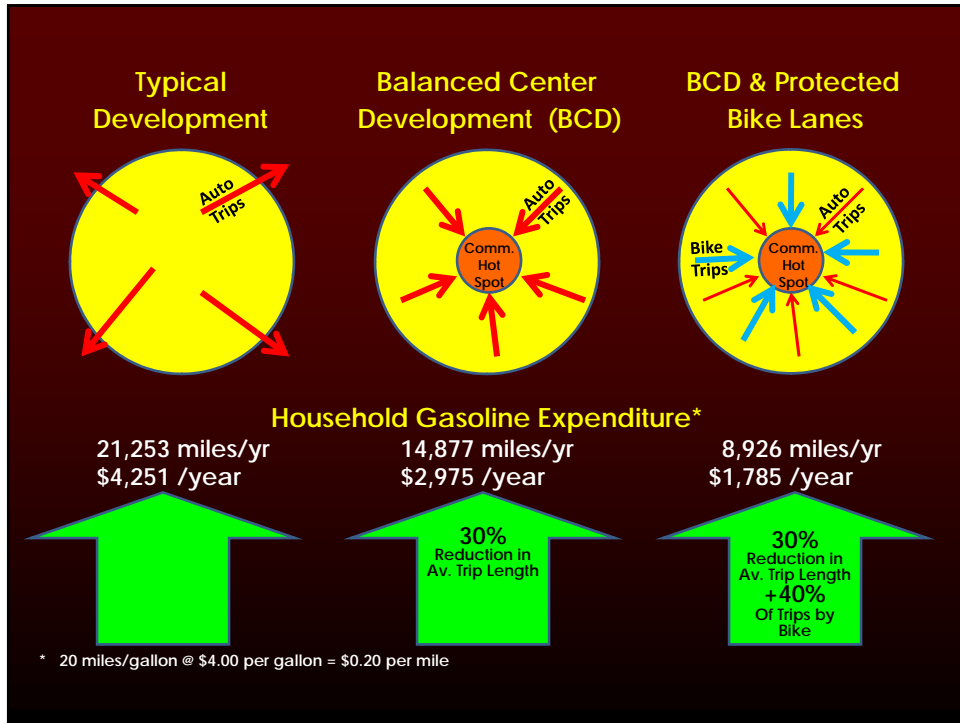 Typical
Development
Balanced Center
Development (BCD)
BCD & Protected
Bike Lanes
Auto
Trips
Auto
Trips
Comm.
Hot
Spot
Auto
Trips
Bike
Trips
Comm.
Hot
Spot
Household Gasoline Expenditure*
21,253 miles/yr
$4,251 /year
14,877 miles/yr
$2,975 /year
8,926 miles/yr
$1,785 /year
30%
Reduction in
Av. Trip Length
30%
Reduction in
Av. Trip Length
+40%
Of Trips by
Bike
* 20 miles/gallon @ $4.00 per gallon = $0.20 per mile